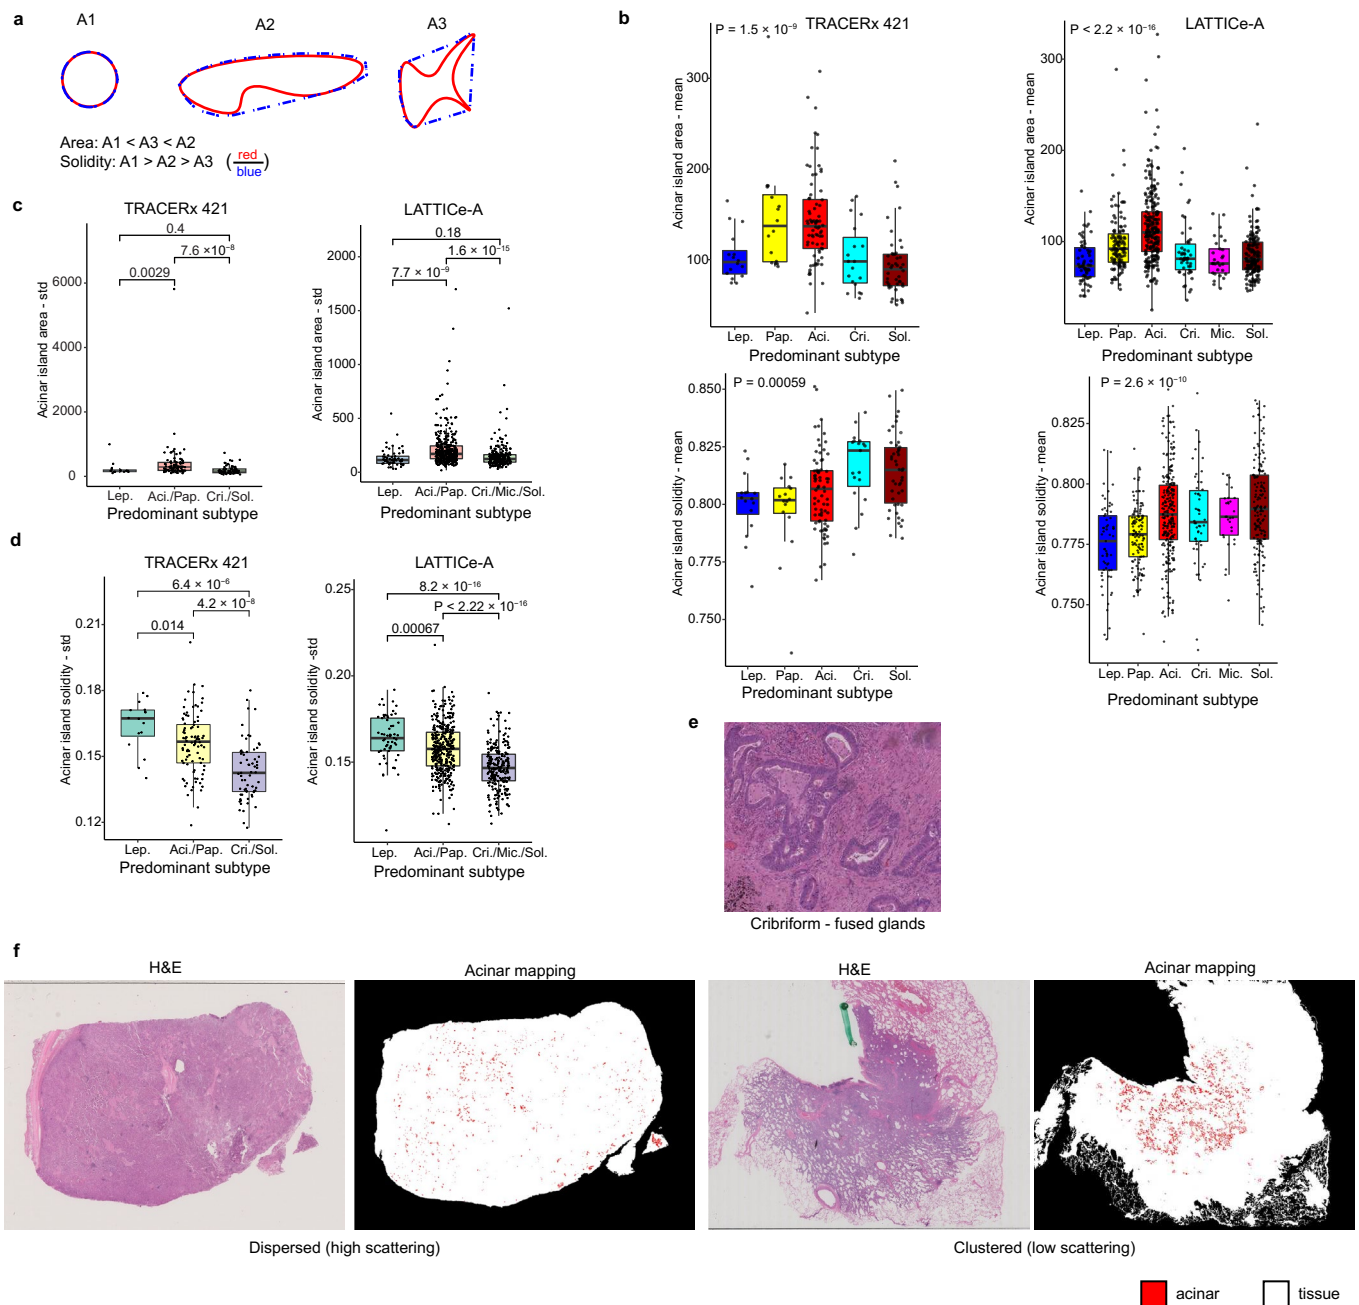 a
A1
A2
A3
Area: A1 < A3 < A2
Solidity: A1 > A2 > A3 (red/blue)
b
TRACERx 421
P = 1.5 × 10⁻⁹
Acinar island area - mean
300
200
100
Lep. Pap. Aci. Cri. Sol.
Predominant subtype
LATTICe-A
P < 2.2 × 10⁻¹⁶
Acinar island area - mean
300
200
100
Lep. Pap. Aci. Cri. Mic. Sol.
Predominant subtype
P = 0.00059
Acinar island solidity - mean
0.850
0.825
0.800
0.775
0.750
Lep. Pap. Aci. Cri. Sol.
Predominant subtype
P = 2.6 × 10⁻¹⁰
Acinar island solidity - mean
0.825
0.800
0.775
0.750
Lep. Pap. Aci. Cri. Mic. Sol.
Predominant subtype
c
TRACERx 421
0.4
7.6 ×10⁻⁸
0.0029
Acinar island area - std
6000
4000
2000
0
Lep. Aci./Pap. Cri./Sol.
Predominant subtype
LATTICe-A
0.18
1.6 × 10⁻¹⁵
7.7 × 10⁻⁹
Acinar island area - std
2000
1500
1000
500
0
Lep. Aci./Pap. Cri./Mic./Sol.
Predominant subtype
d
TRACERx 421
6.4 × 10⁻⁶
4.2 × 10⁻⁸
0.014
Acinar island solidity - std
0.21
0.18
0.15
0.12
Lep. Aci./Pap. Cri./Sol.
Predominant subtype
LATTICe-A
8.2 × 10⁻¹⁶
P < 2.22 × 10⁻¹⁶
0.00067
Acinar island solidity -std
0.25
0.20
0.15
Lep. Aci./Pap. Cri./Mic./Sol.
Predominant subtype
e
Cribriform - fused glands
f
H&E
Acinar mapping
H&E
Acinar mapping
Dispersed (high scattering)
Clustered (low scattering)
acinar
tissue